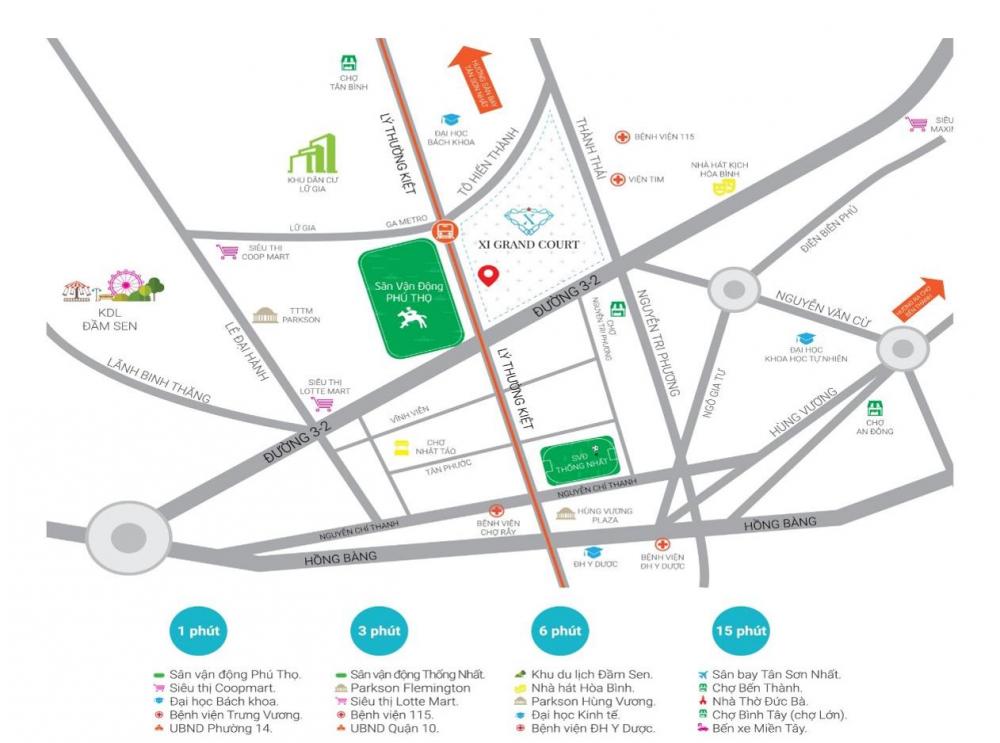 CHỢ
TÂN BÌNH
HƯỚNG SÂN BAY
TÂN SƠN NHẤT
LÝ THƯỜNG KIỆT
ĐẠI HỌC
BÁCH KHOA
TÔ HIẾN THÀNH
THÀNH THÁI
BỆNH VIỆN 115
VIỆN TIM
NHÀ HÁT KỊCH
HÒA BÌNH
SIÊU
MAXI
KHU DÂN CƯ
LỮ GIA
LỮ GIA
GA METRO
XI GRAND COURT
ĐIỆN BIÊN PHỦ
SIÊU THỊ
COOP MART
Sân Vận Động
PHÚ THỌ
ĐƯỜNG 3-2
KDL
ĐẦM SEN
TTTM
PARKSON
LÊ ĐẠI HÀNH
LÃNH BINH THĂNG
CHỢ
NGUYỄN TRI PHƯƠNG
NGUYỄN TRI PHƯƠNG
NGUYỄN VĂN CỪ
HƯỚNG RA CHỢ
BẾN THÀNH
ĐẠI HỌC
KHOA HỌC TỰ NHIÊN
SIÊU THỊ
LOTTE MART
LÝ THƯỜNG KIỆT
NGÔ GIA TỰ
HÙNG VƯƠNG
CHỢ
AN ĐÔNG
VĨNH VIỄN
ĐƯỜNG 3-2
CHỢ
NHẬT TẢO
TÂN PHƯỚC
SVĐ
THỐNG NHẤT
NGUYỄN CHÍ THANH
NGUYỄN CHÍ THANH
BỆNH VIỆN
CHỢ RẪY
HÙNG VƯƠNG
PLAZA
HỒNG BÀNG
HỒNG BÀNG
ĐH Y DƯỢC
BỆNH VIỆN
ĐH Y DƯỢC
1 phút
Sân vận động Phú Thọ.
Siêu thị Coopmart.
Đại học Bách khoa.
Bệnh viện Trưng Vương.
UBND Phường 14.
3 phút
Sân vận động Thống Nhất.
Parkson Flemington
Siêu thị Lotte Mart.
Bệnh viện 115.
UBND Quận 10.
6 phút
Khu du lịch Đầm Sen.
Nhà hát Hòa Bình.
Parkson Hùng Vương.
Đại học Kinh tế.
Bệnh viện ĐH Y Dược.
15 phút
Sân bay Tân Sơn Nhất.
Chợ Bến Thành.
Nhà Thờ Đức Bà.
Chợ Bình Tây (chợ Lớn).
Bến xe Miền Tây.